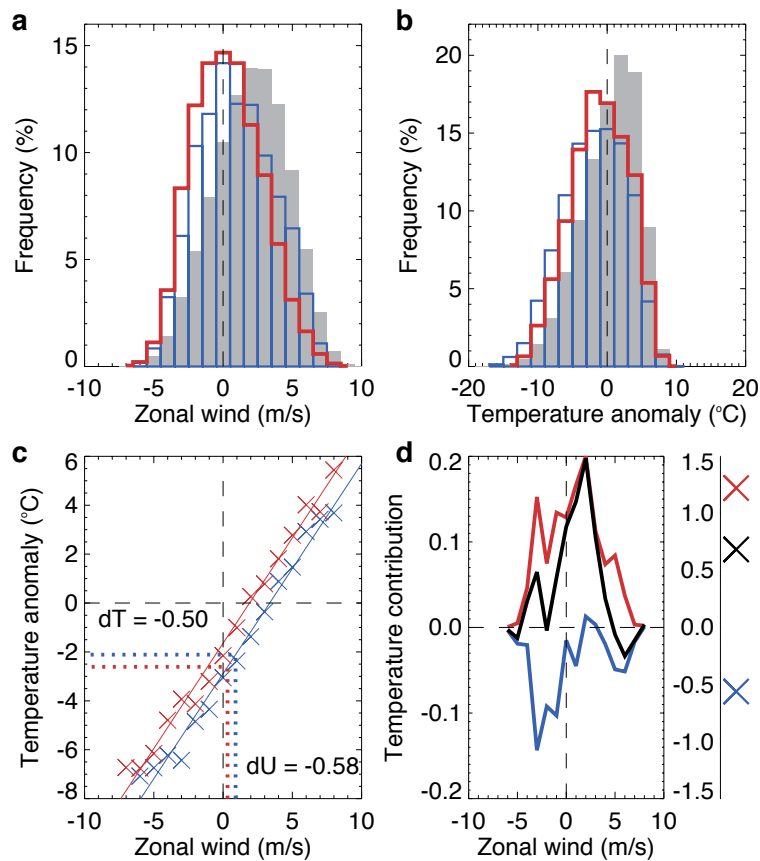 a
b
15
10
5
0
Frequency (%)
-10 -5 0 5 10
Zonal wind (m/s)
20
15
10
5
0
Frequency (%)
-20 -10 0 10 20
Temperature anomaly (°C)
c
d
6
4
2
0
-2
-4
-6
-8
Temperature anomaly (°C)
dT = -0.50
dU = -0.58
-10 -5 0 5 10
Zonal wind (m/s)
0.2
0.1
0.0
-0.1
-0.2
Temperature contribution
-10 -5 0 5 10
Zonal wind (m/s)
1.5
1.0
0.5
0.0
-0.5
-1.0
-1.5